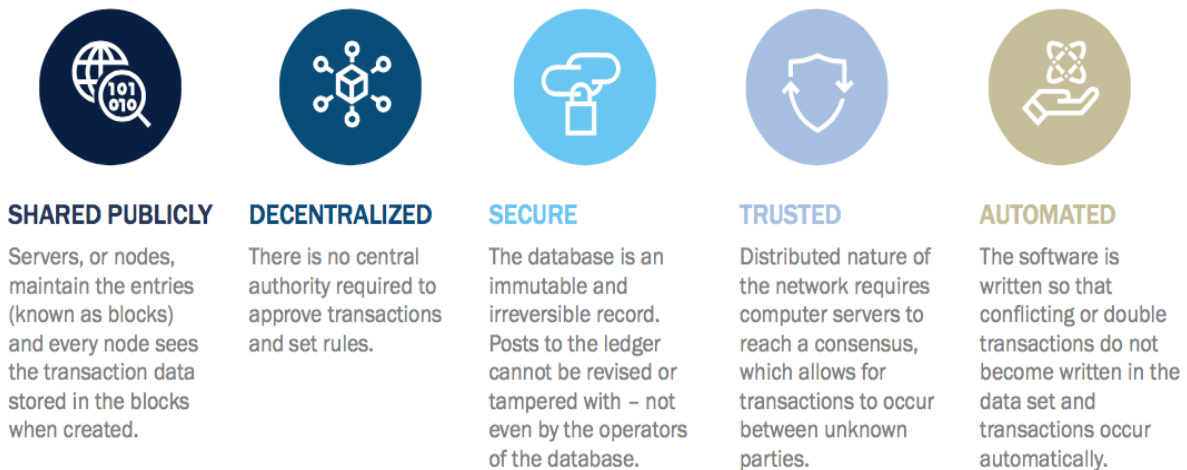 101
010
SHARED PUBLICLY
Servers, or nodes,
maintain the entries
(known as blocks)
and every node sees
the transaction data
stored in the blocks
when created.
DECENTRALIZED
There is no central
authority required to
approve transactions
and set rules.
SECURE
The database is an
immutable and
irreversible record.
Posts to the ledger
cannot be revised or
tampered with – not
even by the operators
of the database.
TRUSTED
Distributed nature of
the network requires
computer servers to
reach a consensus,
which allows for
transactions to occur
between unknown
parties.
AUTOMATED
The software is
written so that
conflicting or double
transactions do not
become written in the
data set and
transactions occur
automatically.